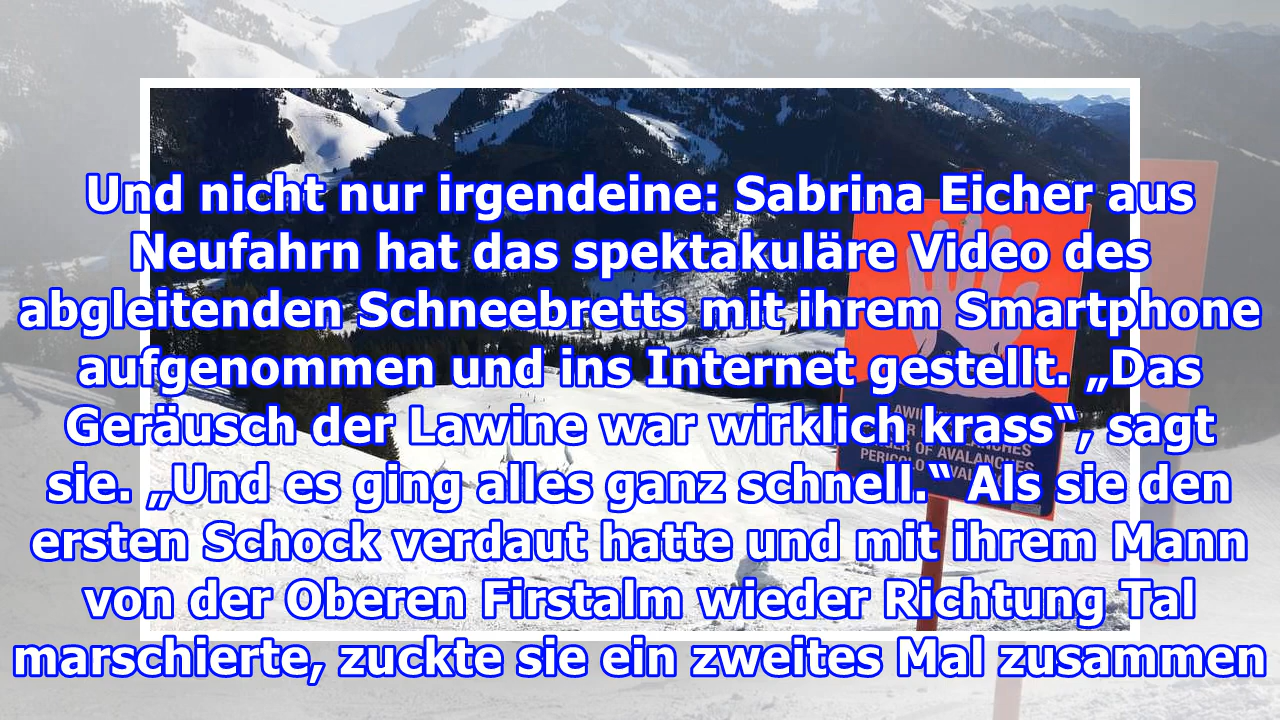 Und nicht nur irgendeine: Sabrina Eicher aus
Neufahrn hat das spektakuläre Video des
abgleitenden Schneebretts mit ihrem Smartphone
aufgenommen und ins Internet gestellt. „Das
Geräusch der Lawine war wirklich krass“, sagt
sie. „Und es ging alles ganz schnell.“ Als sie den
ersten Schock verdaut hatte und mit ihrem Mann
von der Oberen Firstalm wieder Richtung Tal
marschierte, zuckte sie ein zweites Mal zusammen
OF AVALANCHES
PERICOLO